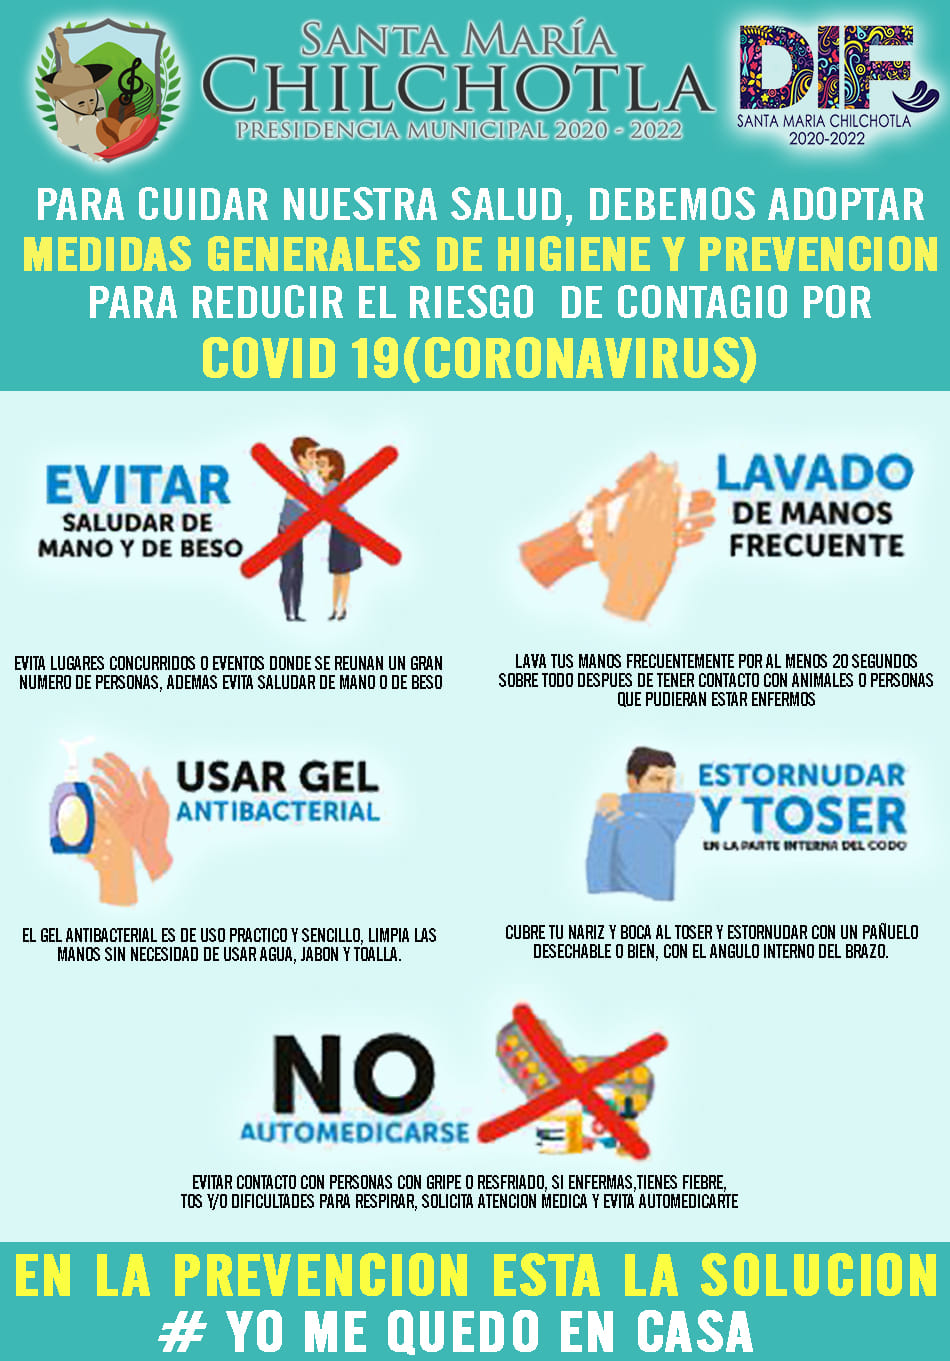 SANTA MARÍA
CHILCHOTLA
PRESIDENCIA MUNICIPAL 2020 - 2022
DIF
SANTA MARIA CHILCHOTLA
2020-2022
PARA CUIDAR NUESTRA SALUD, DEBEMOS ADOPTAR
MEDIDAS GENERALES DE HIGIENE Y PREVENCION
PARA REDUCIR EL RIESGO DE CONTAGIO POR
COVID 19(CORONAVIRUS)
EVITAR
SALUDAR DE
MANO Y DE BESO
EVITA LUGARES CONCURRIDOS O EVENTOS DONDE SE REUNAN UN GRAN
NUMERO DE PERSONAS, ADEMAS EVITA SALUDAR DE MANO O DE BESO
LAVADO
DE MANOS
FRECUENTE
LAVA TUS MANOS FRECUENTEMENTE POR AL MENOS 20 SEGUNDOS
SOBRE TODO DESPUES DE TENER CONTACTO CON ANIMALES O PERSONAS
QUE PUDIERAN ESTAR ENFERMOS
USAR GEL
ANTIBACTERIAL
EL GEL ANTIBACTERIAL ES DE USO PRACTICO Y SENCILLO, LIMPIA LAS
MANOS SIN NECESIDAD DE USAR AGUA, JABON Y TOALLA.
ESTORNUDAR
Y TOSER
EN LA PARTE INTERNA DEL CODO
CUBRE TU NARIZ Y BOCA AL TOSER Y ESTORNUDAR CON UN PAÑUELO
DESECHABLE O BIEN, CON EL ANGULO INTERNO DEL BRAZO.
NO
AUTOMEDICARSE
EVITAR CONTACTO CON PERSONAS CON GRIPE O RESFRIADO, SI ENFERMAS,TIENES FIEBRE,
TOS Y/O DIFICULTADES PARA RESPIRAR, SOLICITA ATENCION MEDICA Y EVITA AUTOMEDICARTE
EN LA PREVENCION ESTA LA SOLUCION
# YO ME QUEDO EN CASA